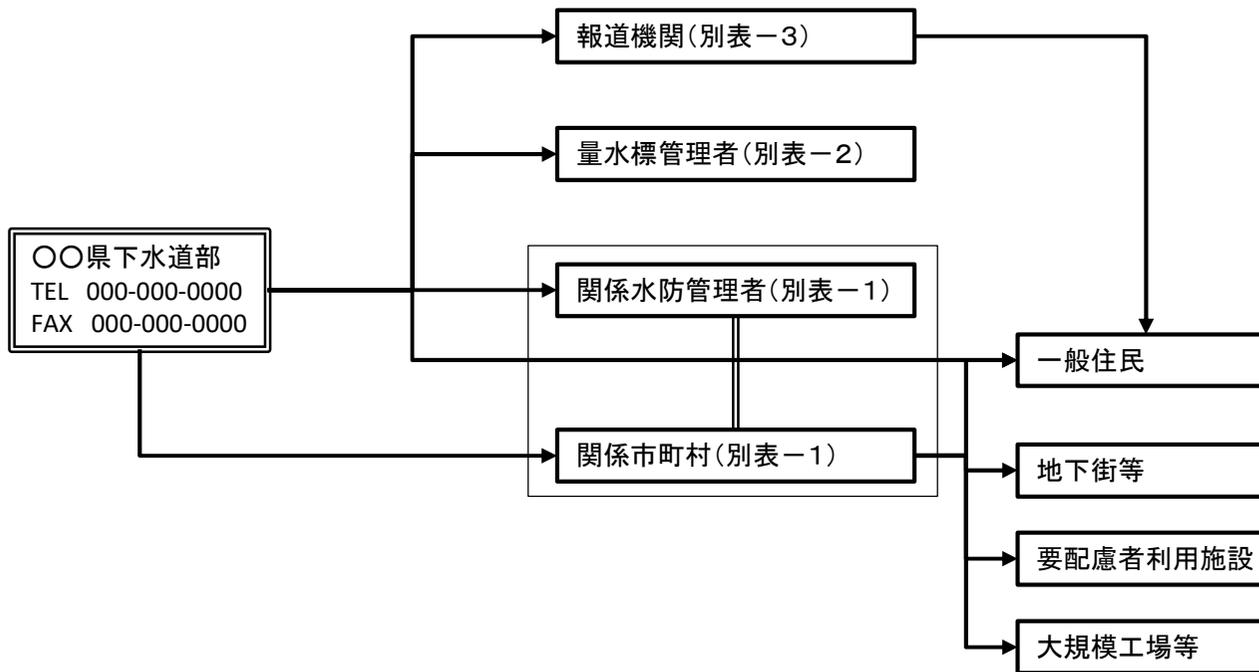 報道機関(別表－3)
量水標管理者(別表－2)
〇〇県下水道部
TEL 000-000-0000
FAX 000-000-0000
関係水防管理者(別表－1)
一般住民
関係市町村(別表－1)
地下街等
要配慮者利用施設
大規模工場等